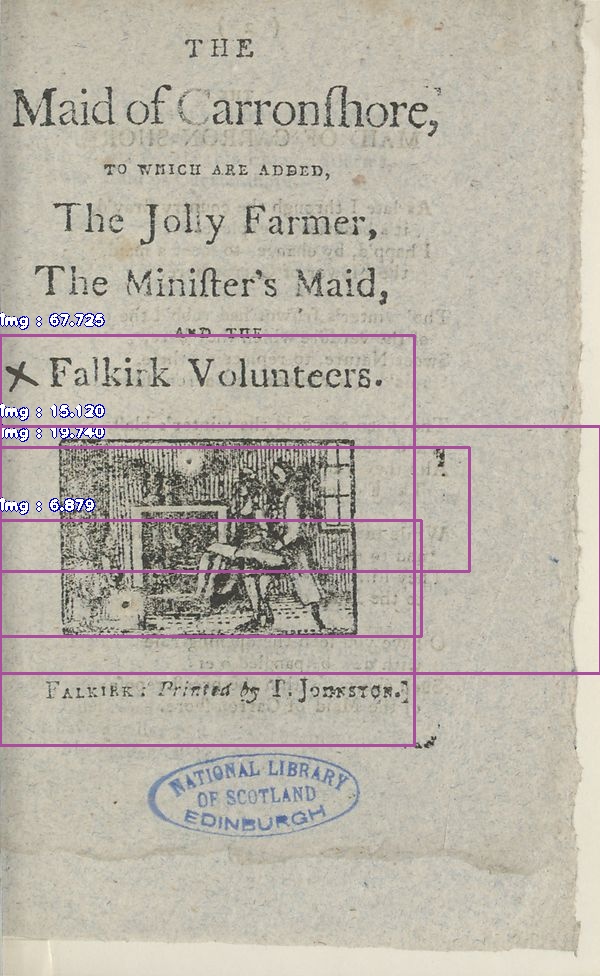 THE
Maid of Carronſhore,
TO WHICH ARE ADDED,
The Jolly Farmer,
The Miniſter's Maid,
AND THE
Img : 67.725
Falkirk Volunteers.
Img : 15.120
Img : 19.740
Img : 6.879
FALKIRK: Printed by T. JOHNSTON.]
NATIONAL LIBRARY
OF SCOTLAND
EDINBURGH